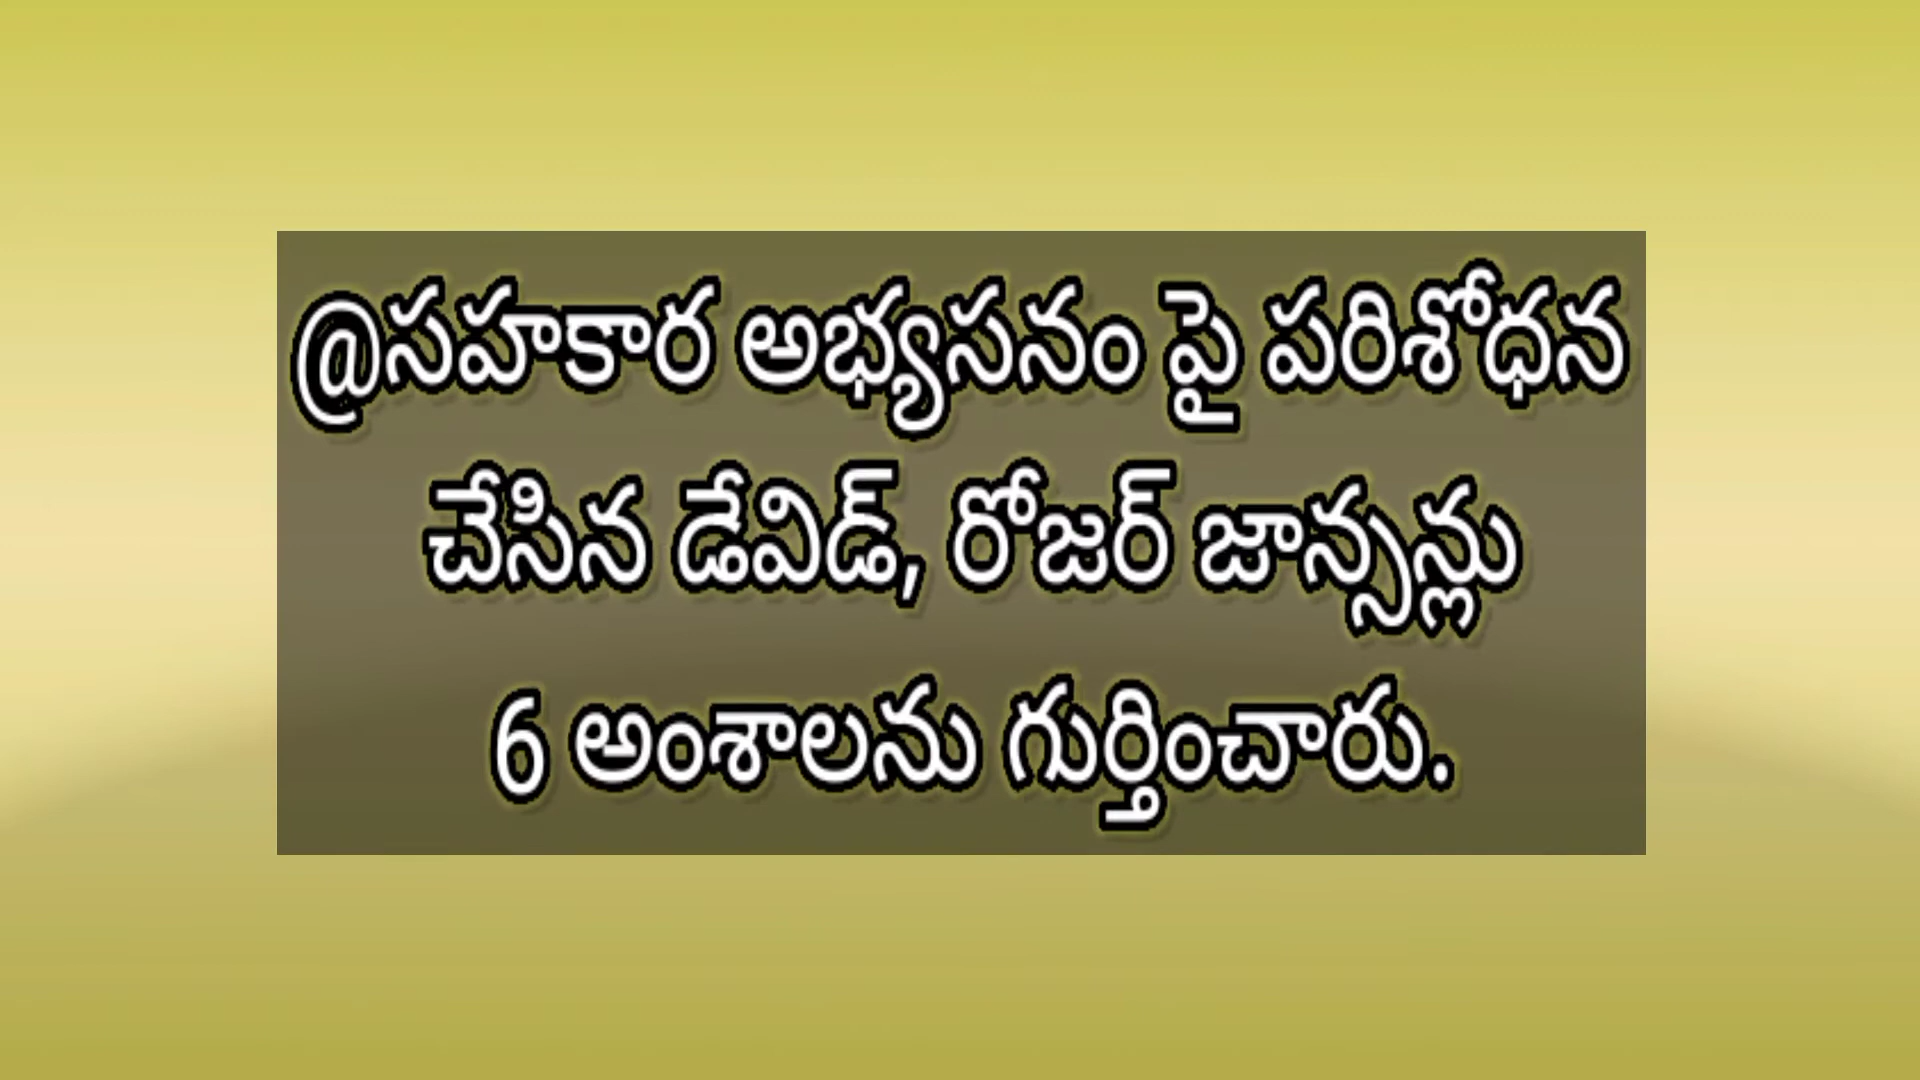 @సహకార అభ్యసనం పై పరిశోధన
చేసిన డేవిడ్, రోజర్ జాన్సన్లు
6 అంశాలను గుర్తించారు.